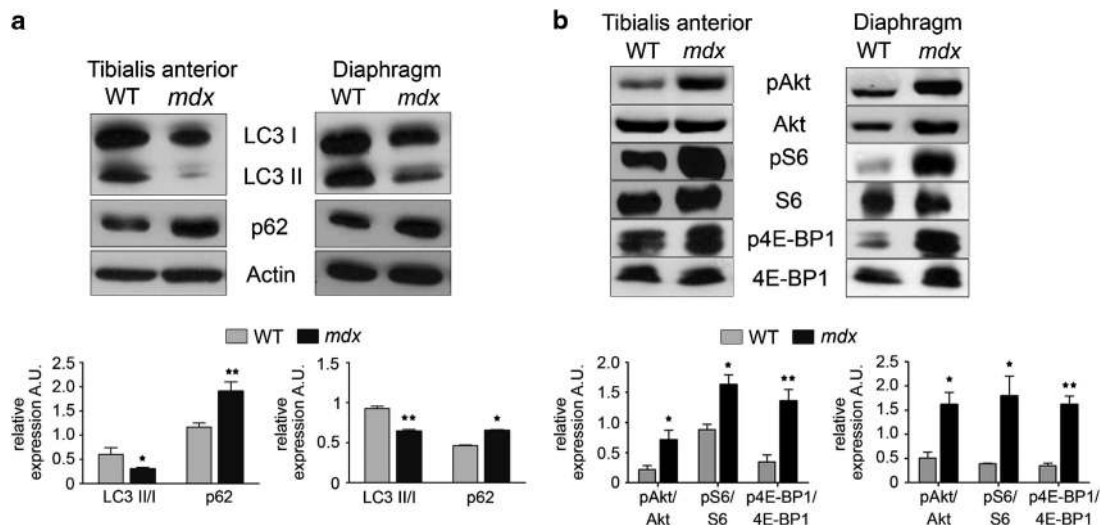 a
Tibialis anterior
WT mdx
Diaphragm
WT mdx
LC3 I
LC3 II
p62
Actin
WT mdx
relative
expression A.U.
2.5
2.0
1.5
1.0
0.5
0
* **
LC3 II/I p62
relative
expression A.U.
1.5
1
0.5
0
** *
LC3 II/I p62
b
Tibialis anterior
WT mdx
Diaphragm
WT mdx
pAkt
Akt
pS6
S6
p4E-BP1
4E-BP1
WT mdx
relative
expression A.U.
2.5
2.0
1.5
1.0
0.5
0
* * **
pAkt/ pS6/ p4E-BP1/
Akt S6 4E-BP1
relative
expression A.U.
2.5
2.0
1.5
1.0
0.5
0
* * **
pAkt/ pS6/ p4E-BP1/
Akt S6 4E-BP1